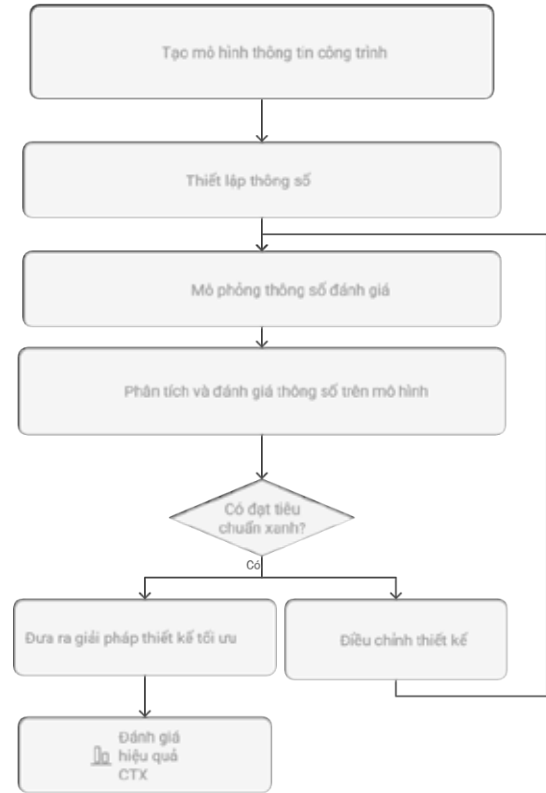 Tạo mô hình thông tin công trình
Thiết lập thông số
Mô phỏng thông số đánh giá
Phân tích và đánh giá thông số trên mô hình
Có đạt tiêu
chuẩn xanh?
Có
Đưa ra giải pháp thiết kế tối ưu
Điều chỉnh thiết kế
Đánh giá
hiệu quả
CTX